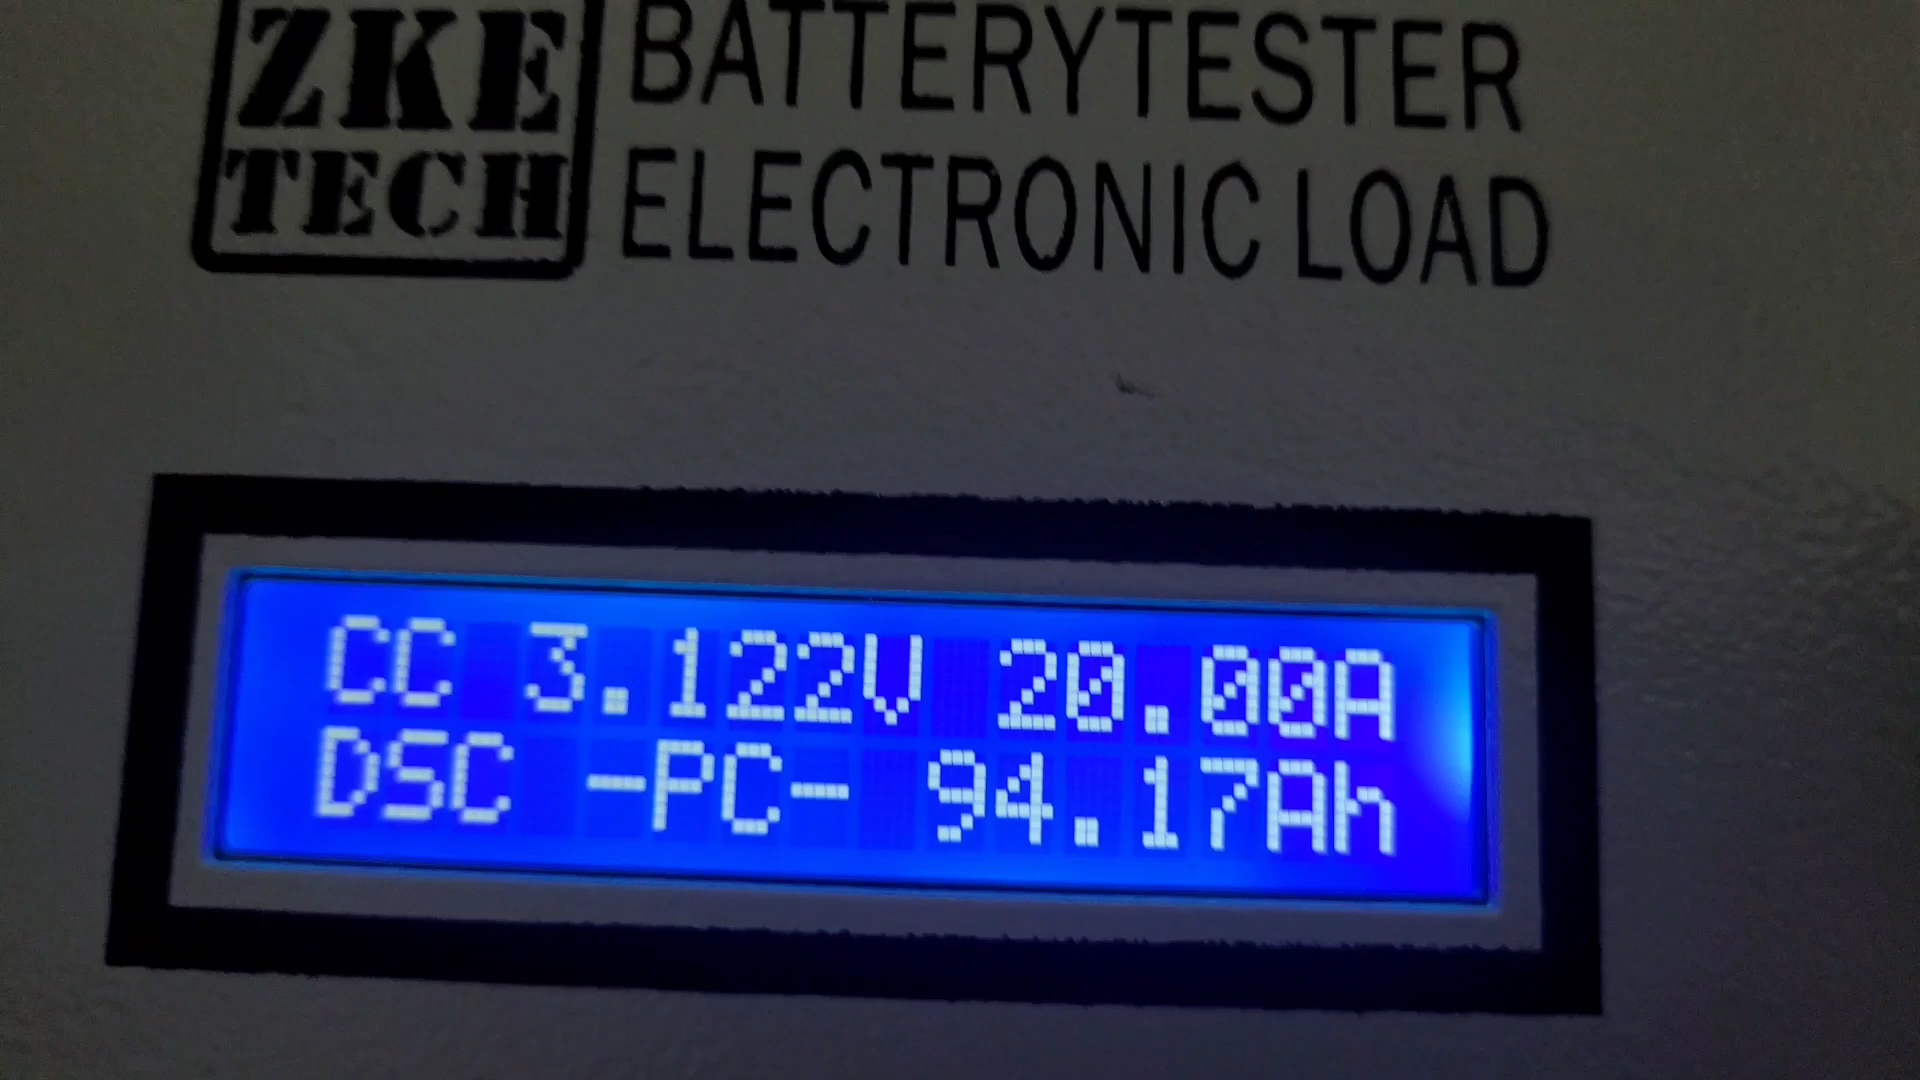 ZKE
TECH
BATTERYTESTER
ELECTRONIC LOAD
CC 3.122V 20.00A
DSC -PC- 94.17Ah